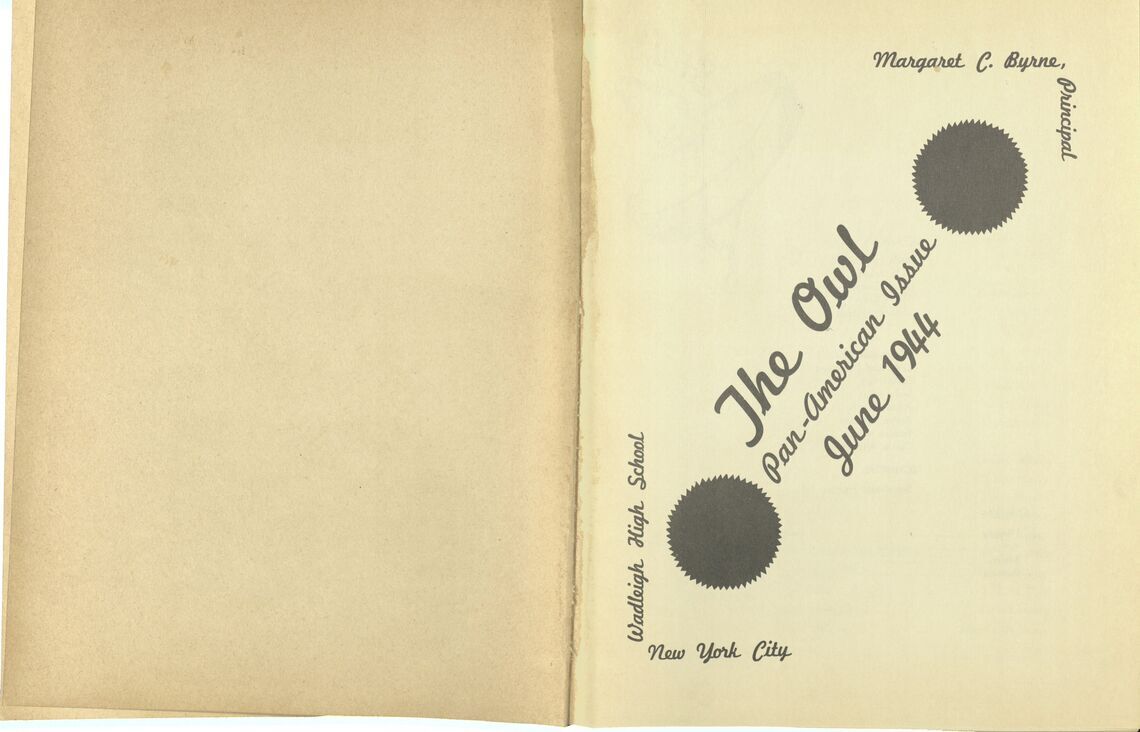 Margaret C. Byrne,
Principal
The Owl
Pan-American Issue
June 1944
Wadleigh High School
New York City